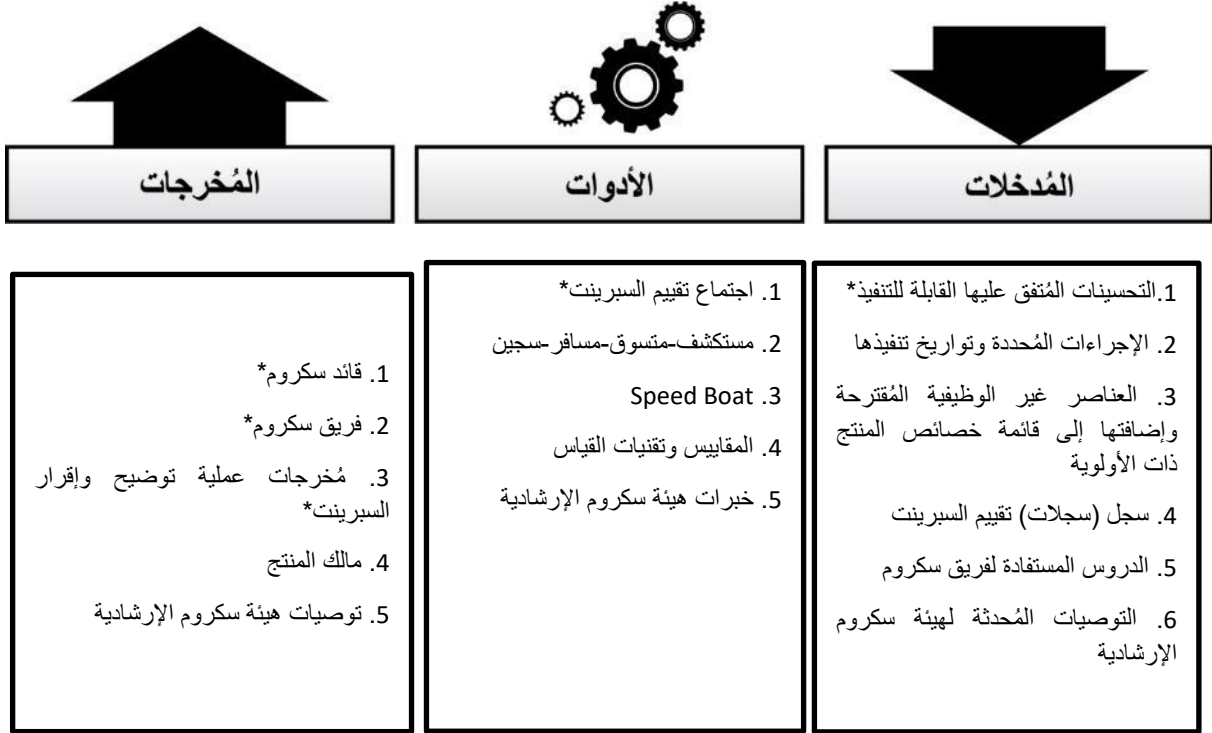 المُدخلات
الأدوات
المُخرجات
1.التحسينات المُتفق عليها القابلة للتنفيذ*
2. الإجراءات المُحددة وتواريخ تنفيذها
3. العناصر غير الوظيفية المُقترحة
وإضافتها إلى قائمة خصائص المنتج
ذات الأولوية
4. سجل (سجلات) تقييم السبرينت
5. الدروس المستفادة لفريق سكروم
6. التوصيات المُحدثة لهيئة سكروم
الإرشادية
1. اجتماع تقييم السبرينت*
2. مستكشف-متسوق-مسافر-سجين
3. Speed Boat
4. المقاييس وتقنيات القياس
5. خبرات هيئة سكروم الإرشادية
1. قائد سكروم*
2. فريق سكروم*
3. مُخرجات عملية توضيح وإقرار
السبرينت*
4. مالك المنتج
5. توصيات هيئة سكروم الإرشادية